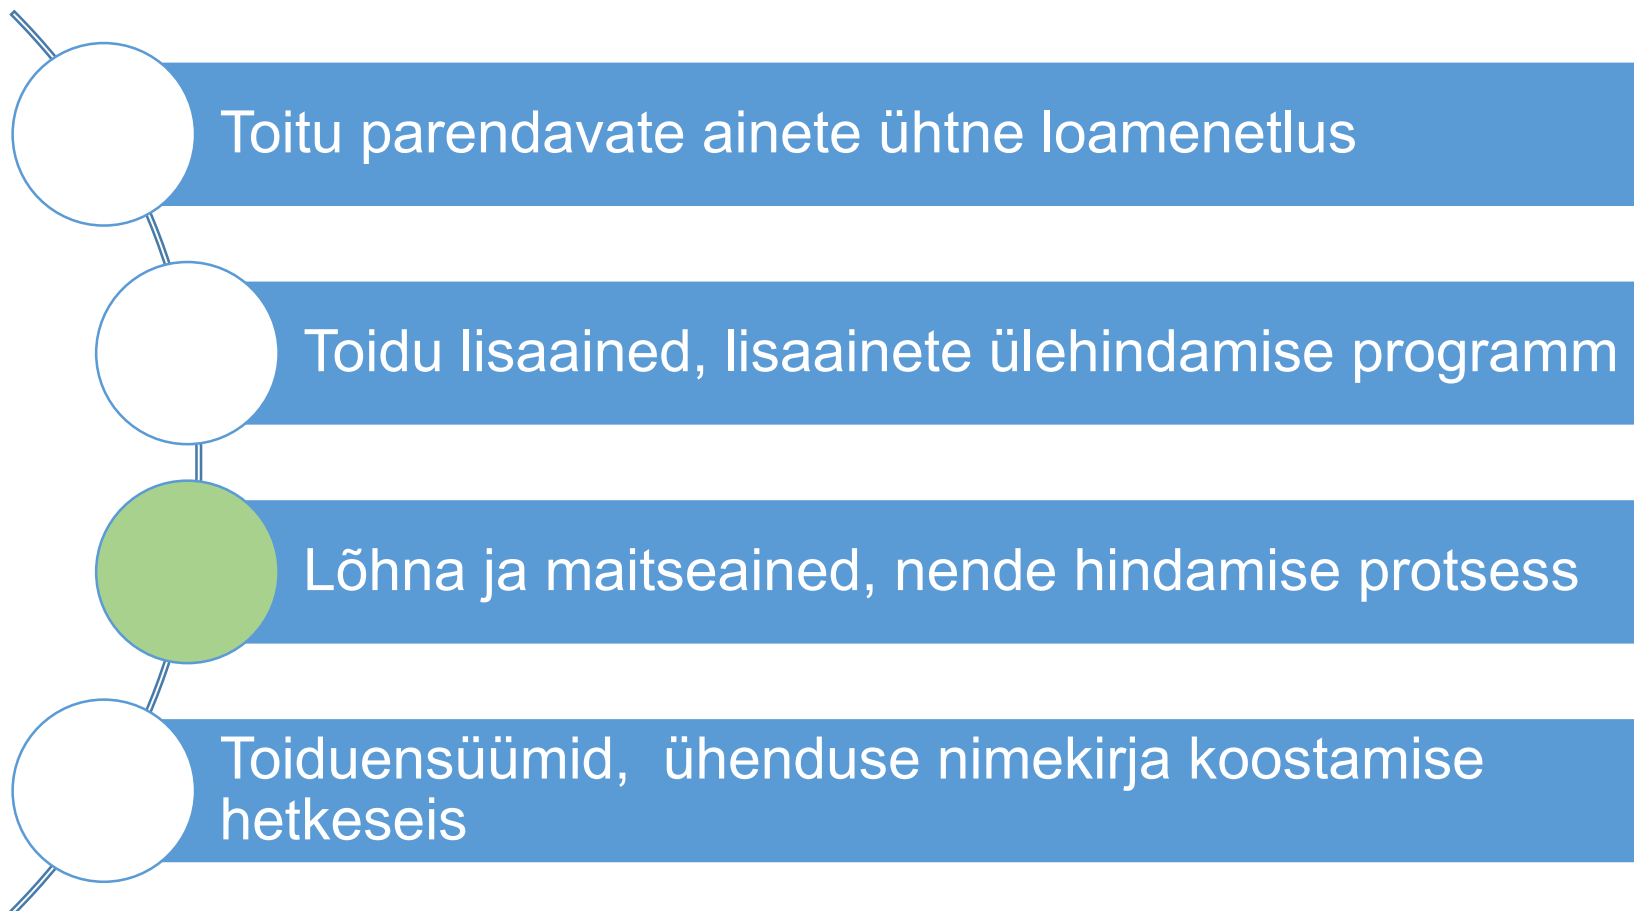 Toitu parendavate ainete ühtne loamenetlus
Toidu lisaained, lisaainete ülehindamise programm
Lõhna ja maitseained, nende hindamise protsess
Toiduensüümid, ühenduse nimekirja koostamise
hetkeseis